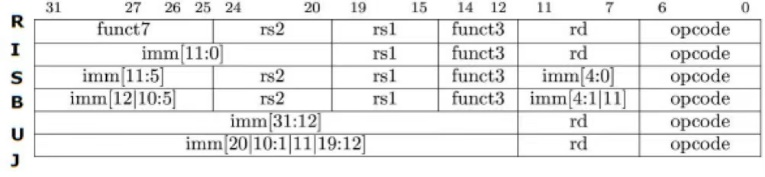 31 27 26 25 24 20 19 15 14 12 11 7 6 0
R funct7 rs2 rs1 funct3 rd opcode
I imm[11:0] rs1 funct3 rd opcode
S imm[11:5] rs2 rs1 funct3 imm[4:0] opcode
B imm[12|10:5] rs2 rs1 funct3 imm[4:1|11] opcode
U imm[31:12] rd opcode
J imm[20|10:1|11|19:12] rd opcode